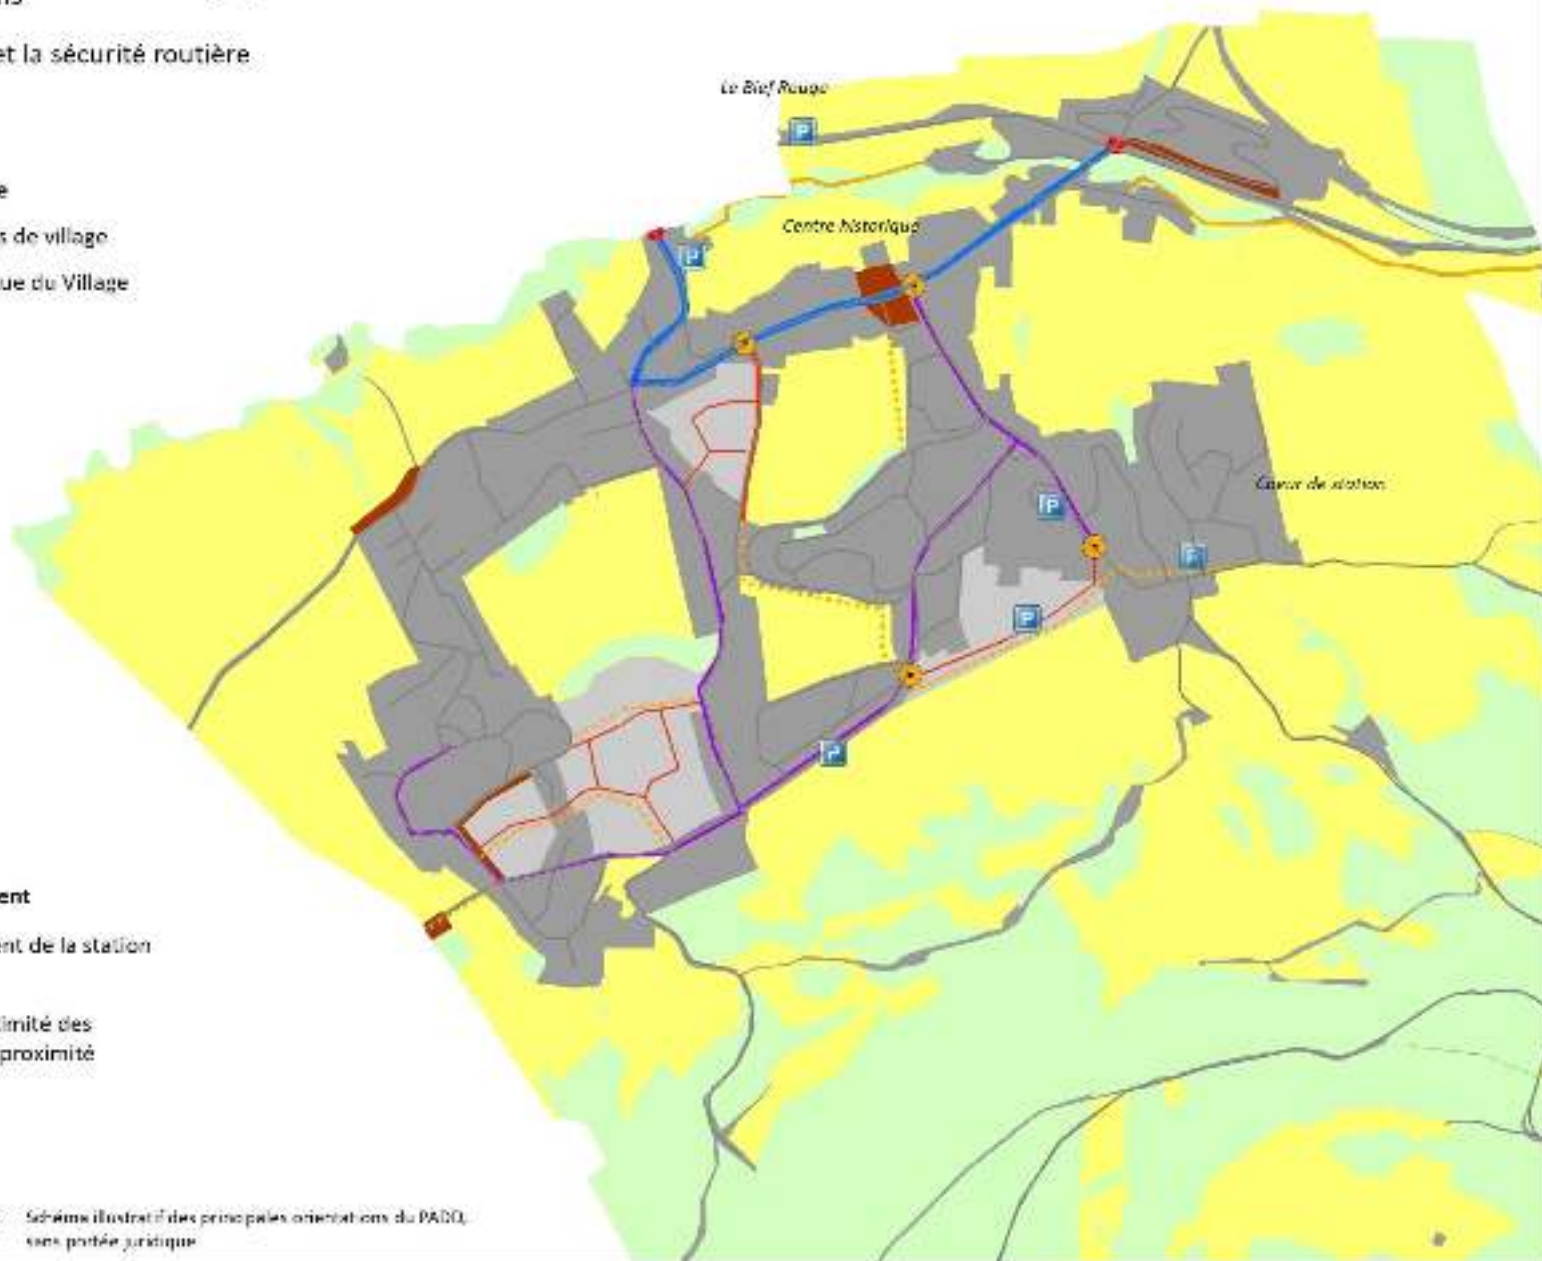 et la sécurité routière
Le Bief Rouge
e
s de village
Centre historique
ue du Village
Coeur de station
P
P
P
P
P
P
ent
ent de la station
imité des
proximité
Schéma illustratif des principales orientations du PADD,
sans portée juridique